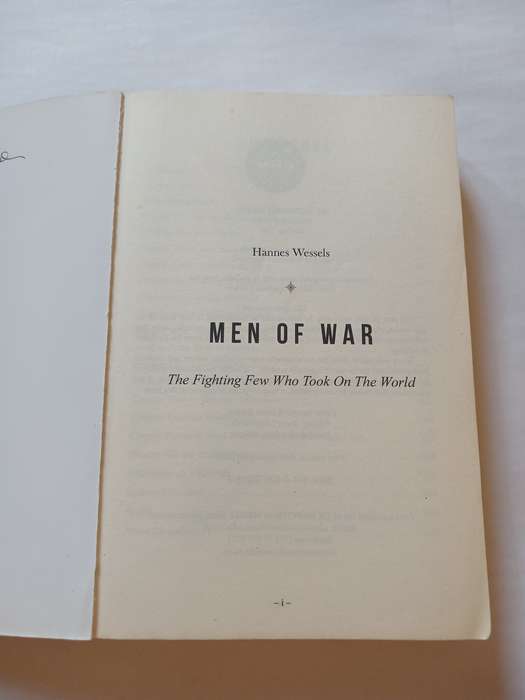 Hannes Wessels
MEN OF WAR
The Fighting Few Who Took On The World
– i –